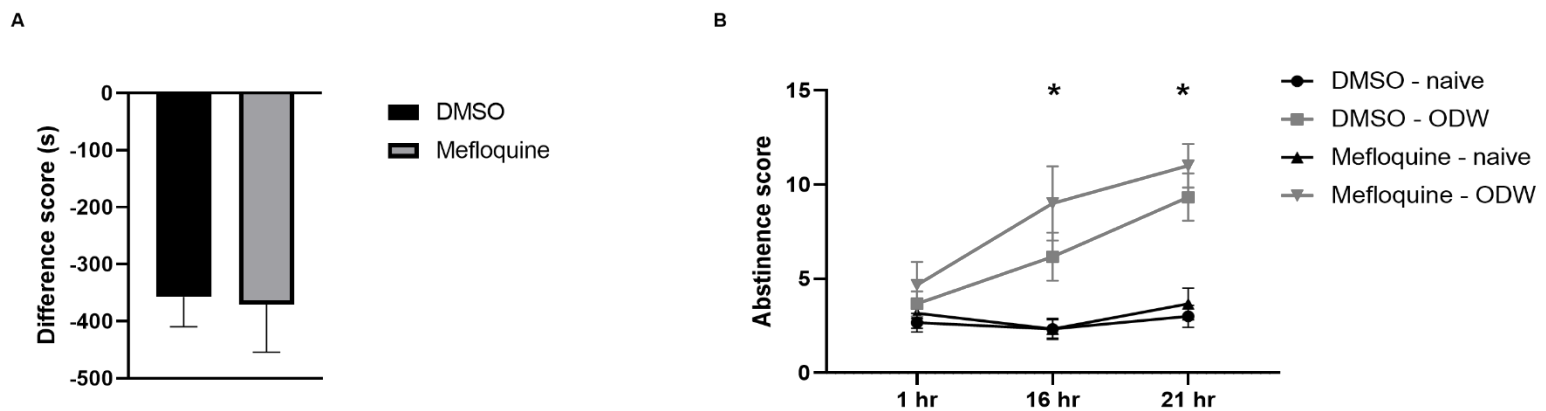 A
Difference score (s)
0
-100
-200
-300
-400
-500
DMSO
Mefloquine
B
Abstinence score
15
10
5
0
*
*
1 hr
16 hr
21 hr
DMSO - naive
DMSO - ODW
Mefloquine - naive
Mefloquine - ODW